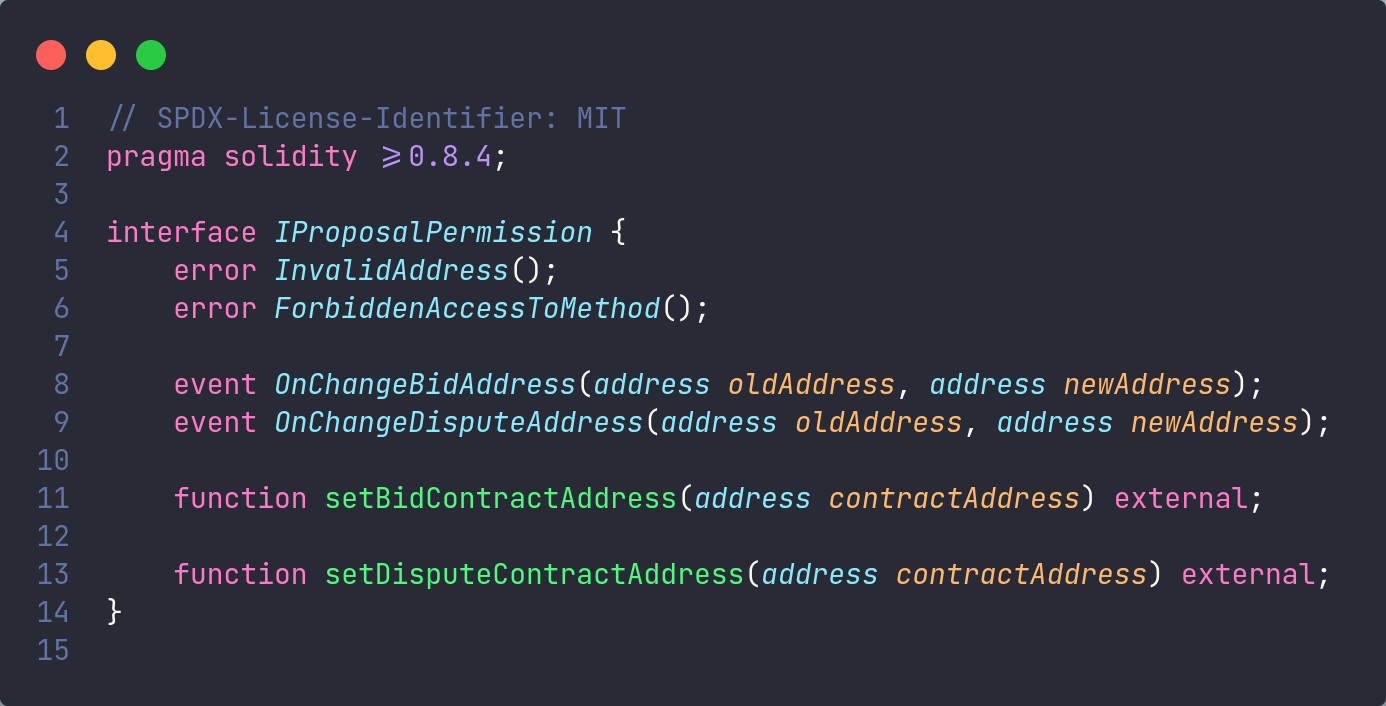 1 // SPDX-License-Identifier: MIT
2 pragma solidity >=0.8.4;
3
4 interface IProposalPermission {
5     error InvalidAddress();
6     error ForbiddenAccessToMethod();
7
8     event OnChangeBidAddress(address oldAddress, address newAddress);
9     event OnChangeDisputeAddress(address oldAddress, address newAddress);
10
11     function setBidContractAddress(address contractAddress) external;
12
13     function setDisputeContractAddress(address contractAddress) external;
14 }
15